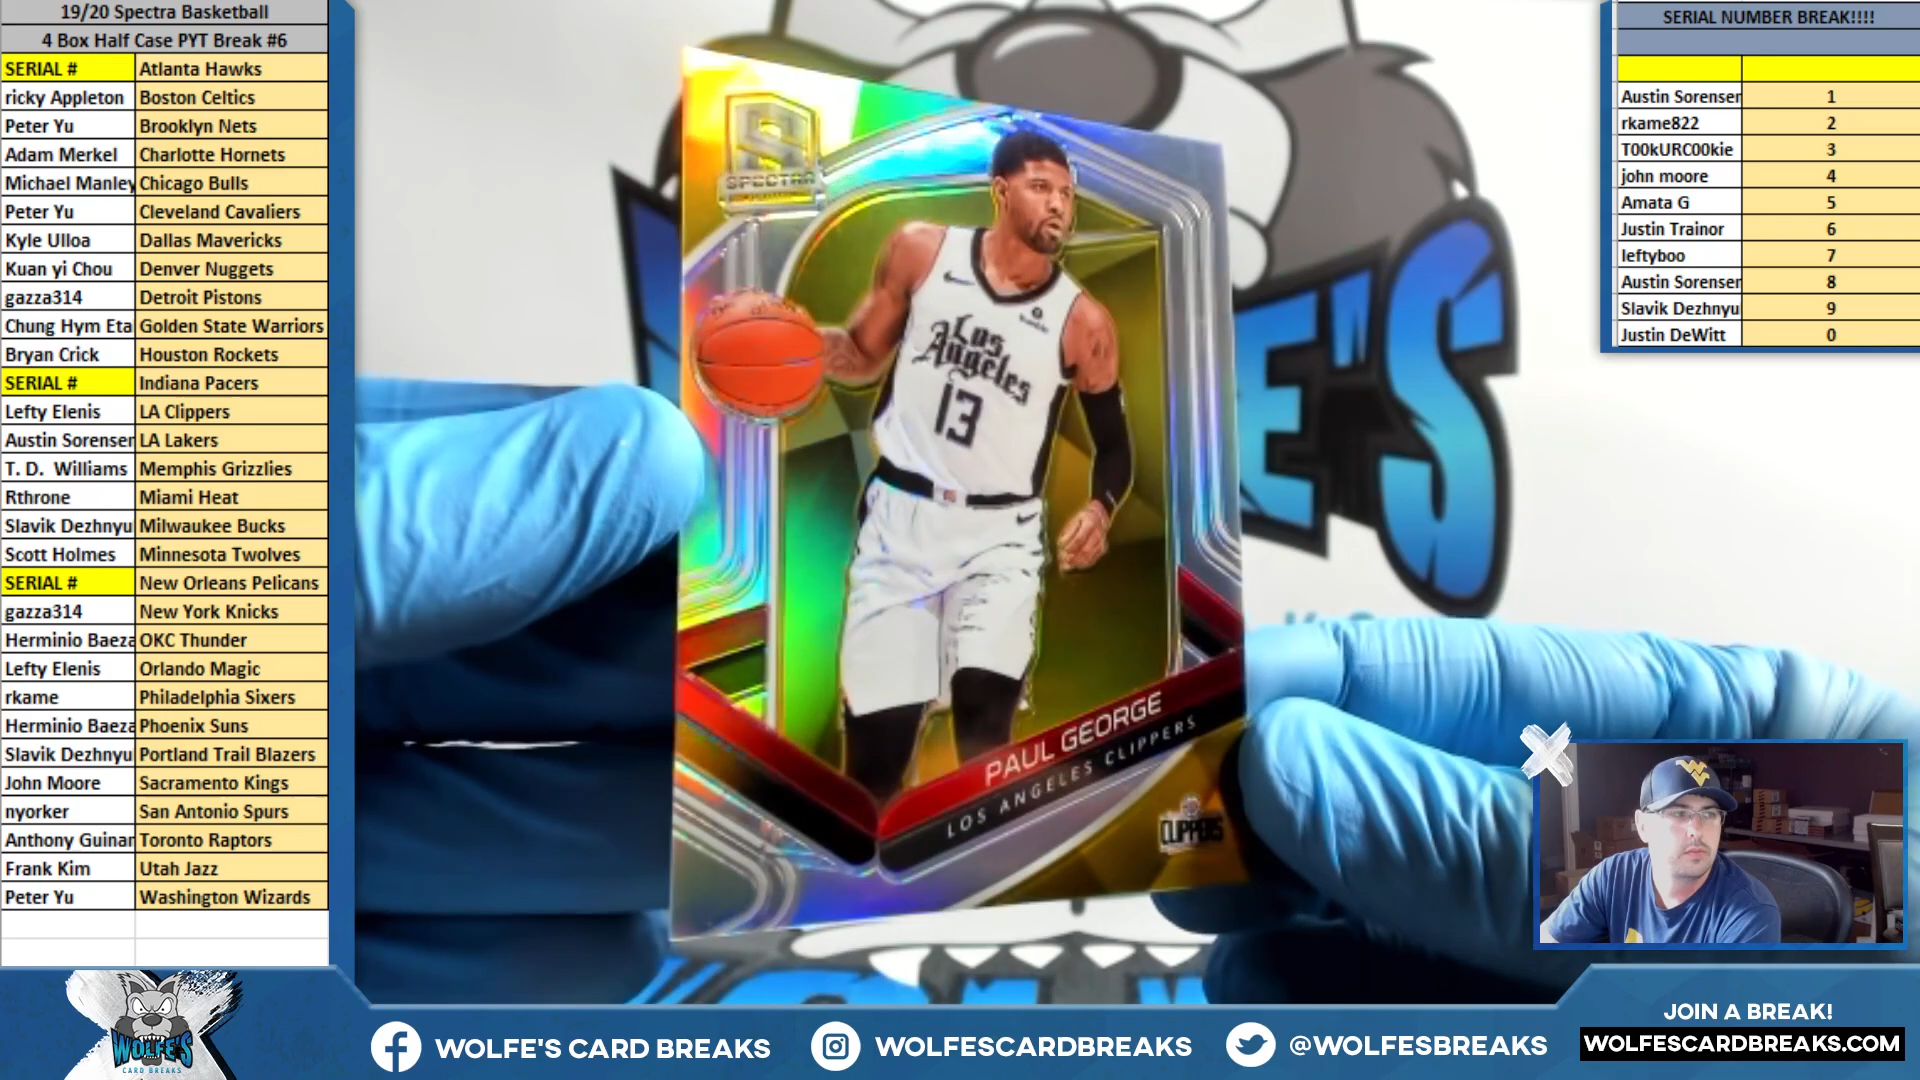 19/20 Spectra Basketball
4 Box Half Case PYT Break #6
SERIAL # Atlanta Hawks
ricky Appleton Boston Celtics
Peter Yu Brooklyn Nets
Adam Merkel Charlotte Hornets
Michael Manley Chicago Bulls
Peter Yu Cleveland Cavaliers
Kyle Ulloa Dallas Mavericks
Kuan yi Chou Denver Nuggets
gazza314 Detroit Pistons
Chung Hym Eta Golden State Warriors
Bryan Crick Houston Rockets
SERIAL # Indiana Pacers
Lefty Elenis LA Clippers
Austin Sorenser LA Lakers
T. D. Williams Memphis Grizzlies
Rthrone Miami Heat
Slavik Dezhnyu Milwaukee Bucks
Scott Holmes Minnesota Twolves
SERIAL # New Orleans Pelicans
gazza314 New York Knicks
Herminio Baeza OKC Thunder
Lefty Elenis Orlando Magic
rkame Philadelphia Sixers
Herminio Baeza Phoenix Suns
Slavik Dezhnyu Portland Trail Blazers
John Moore Sacramento Kings
nyorker San Antonio Spurs
Anthony Guinar Toronto Raptors
Frank Kim Utah Jazz
Peter Yu Washington Wizards
SPECTRA
Los
Angeles
13
PAUL GEORGE
LOS ANGELES CLIPPERS
CLIPPERS
E'S
SERIAL NUMBER BREAK!!!!
Austin Sorenser 1
rkame822 2
T00kURC00kie 3
john moore 4
Amata G 5
Justin Trainor 6
leftyboo 7
Austin Sorenser 8
Slavik Dezhnyu 9
Justin DeWitt 0
WOLFE'S
CARD BREAKS
WOLFE'S CARD BREAKS
WOLFESCARDBREAKS
@WOLFESBREAKS
JOIN A BREAK!
WOLFESCARDBREAKS.COM